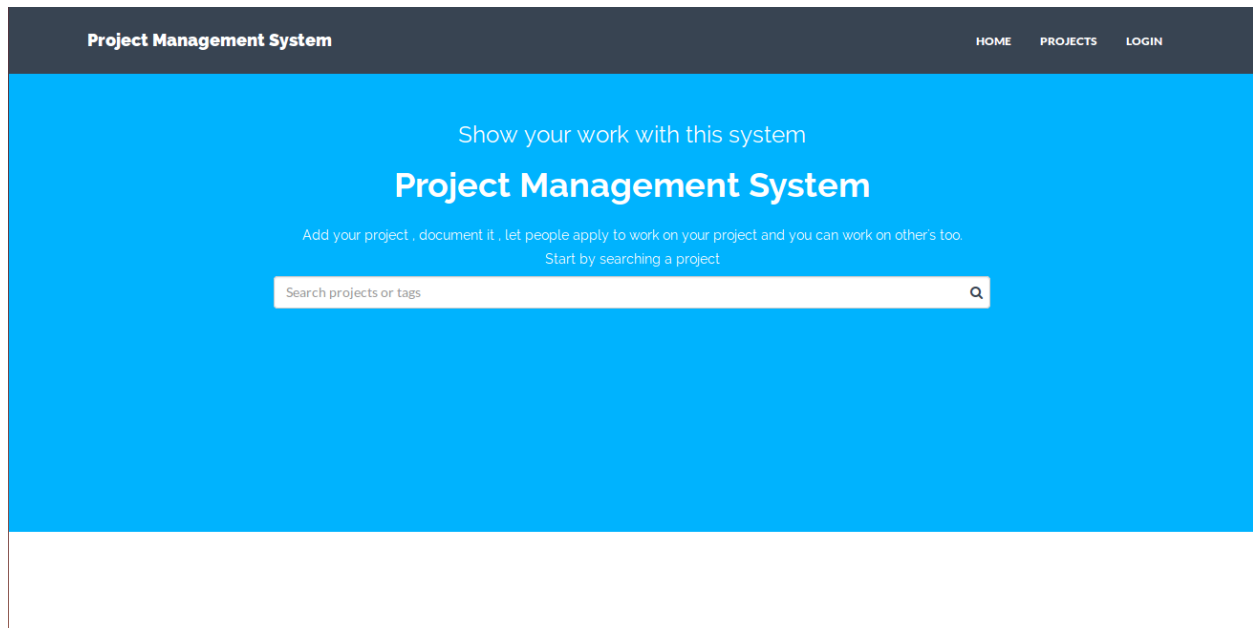 Project Management System
HOME PROJECTS LOGIN
Show your work with this system
Project Management System
Add your project , document it , let people apply to work on your project and you can work on other's too.
Start by searching a project
Search projects or tags